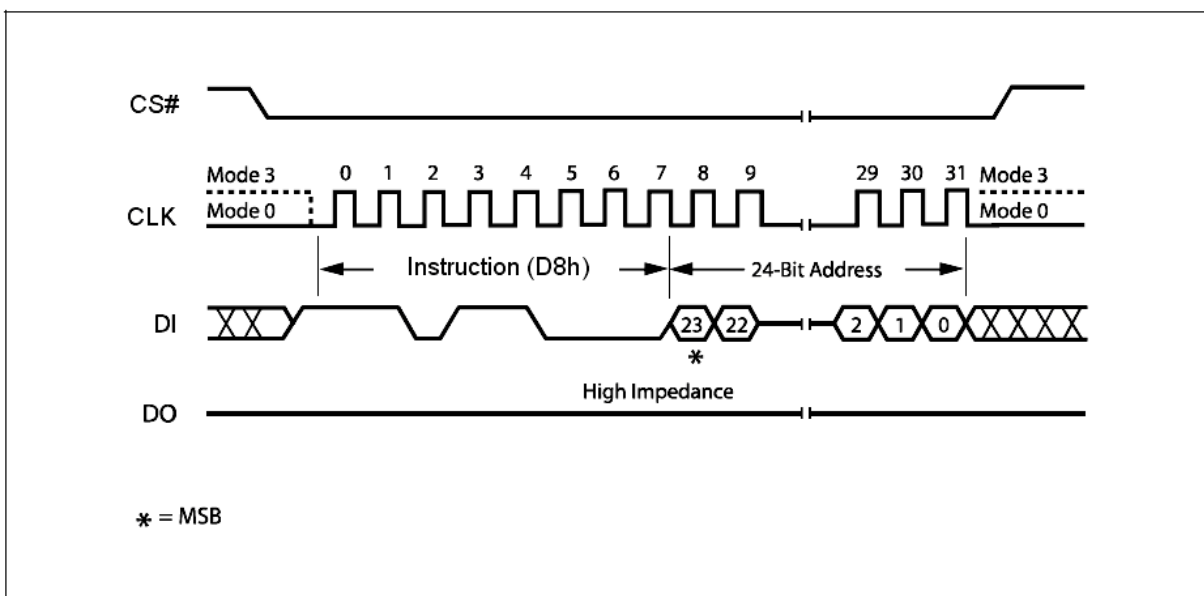 CS#
Mode 3 0 1 2 3 4 5 6 7 8 9 29 30 31 Mode 3
CLK Mode 0 Mode 0
Instruction (D8h) 24-Bit Address
DI 23 22 2 1 0
*
High Impedance
DO
* = MSB